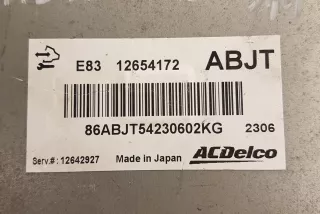 E83 12654172 ABJT
86ABJT54230602KG 2306
Serv.#: 12642927 Made in Japan ACDelco